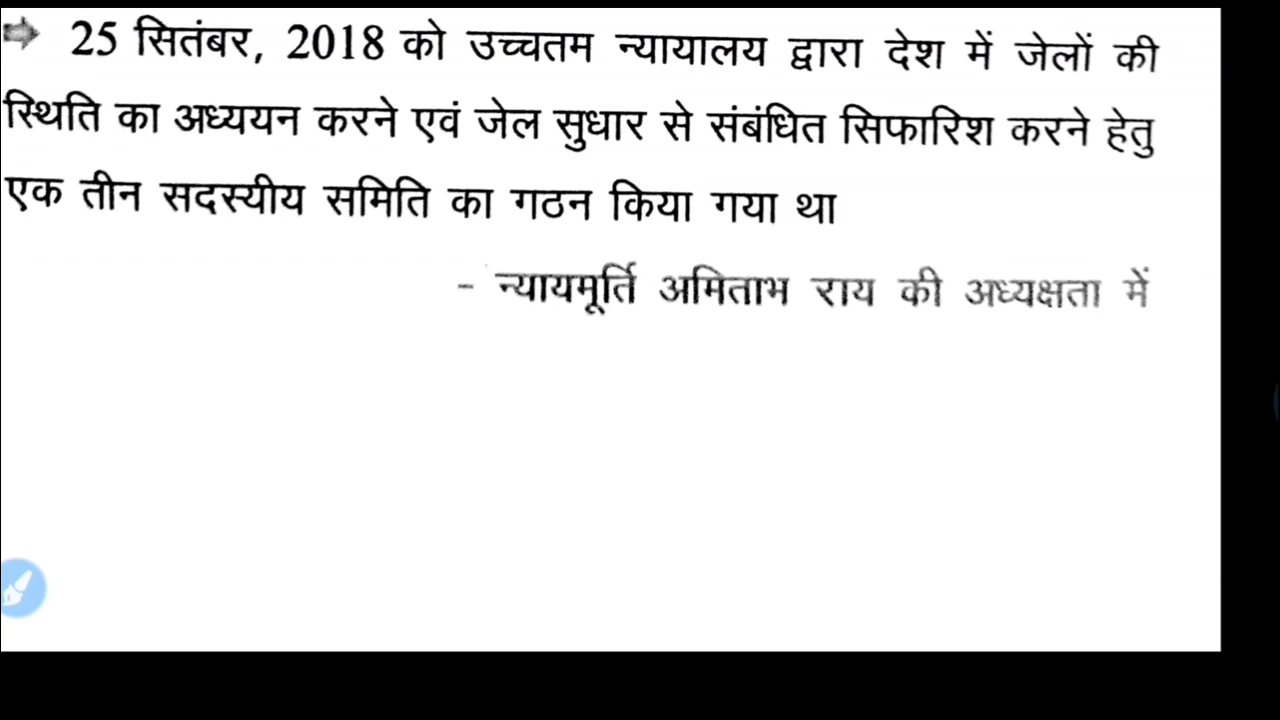 ➩ 25 सितंबर, 2018 को उच्चतम न्यायालय द्वारा देश में जेलों की
स्थिति का अध्ययन करने एवं जेल सुधार से संबंधित सिफारिश करने हेतु
एक तीन सदस्यीय समिति का गठन किया गया था
- न्यायमूर्ति अमिताभ राय की अध्यक्षता में